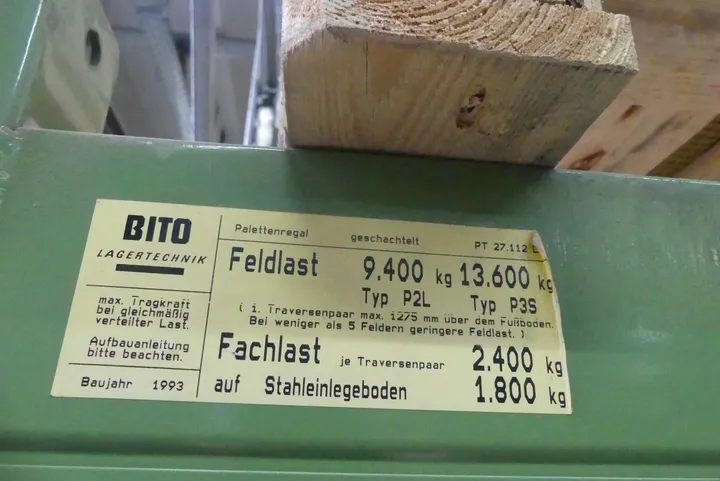 BITO
LAGERTECHNIK
max. Tragkraft
bei gleichmäßig
verteilter Last.
Aufbauanleitung
bitte beachten.
Baujahr 1993
Palettenregal geschachtelt PT 27.112
Feldlast 9.400 kg 13.600 kg
Typ P2L Typ P3S
( 1. Traversenpaar max. 1275 mm über dem Fußboden.
Bei weniger als 5 Feldern geringere Feldlast. )
Fachlast je Traversenpaar 2.400 kg
auf Stahleinlegeboden 1.800 kg